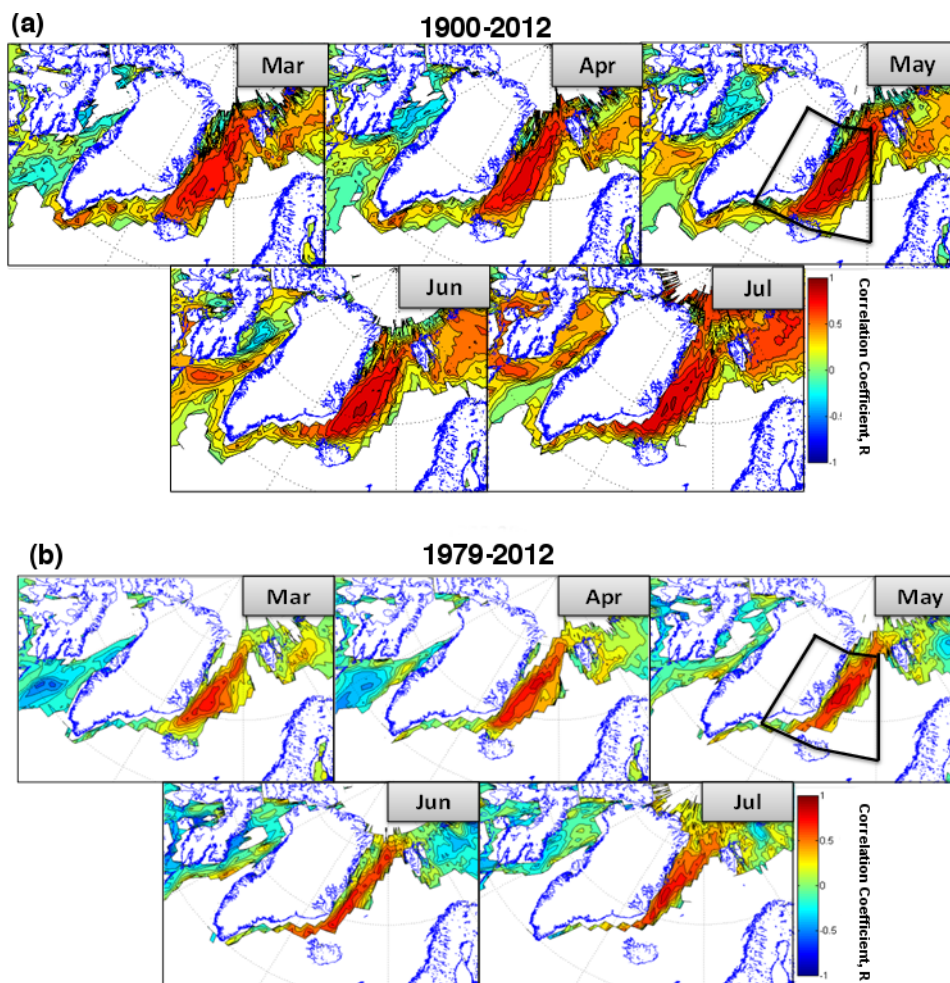 (a)
1900-2012
Mar
Apr
May
Jun
Jul
1
0.5
0
-0.5
-1
Correlation Coefficient, R
(b)
1979-2012
Mar
Apr
May
Jun
Jul
1
0.5
0
-0.5
-1
Correlation Coefficient, R